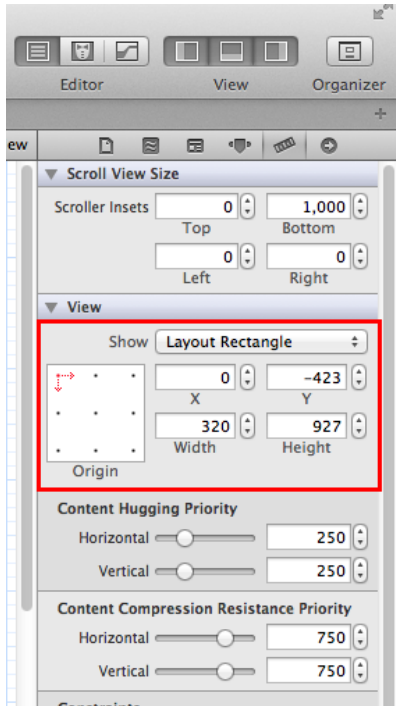 Editor View Organizer
ew
Scroll View Size
Scroller Insets 0 1,000
Top Bottom
0 0
Left Right
View
Show Layout Rectangle
0 -423
X Y
320 927
Width Height
Origin
Content Hugging Priority
Horizontal 250
Vertical 250
Content Compression Resistance Priority
Horizontal 750
Vertical 750
Constraints